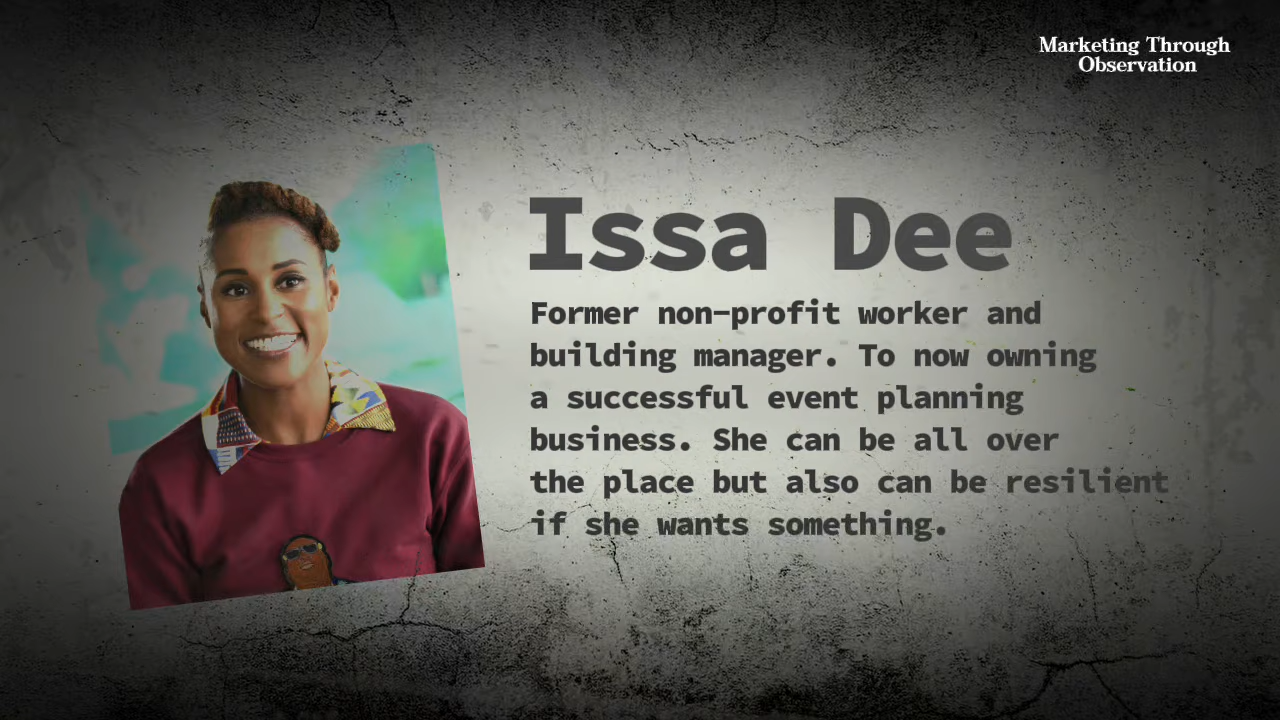 Marketing Through
Observation
Issa Dee
Former non-profit worker and
building manager. To now owning
a successful event planning
business. She can be all over
the place but also can be resilient
if she wants something.